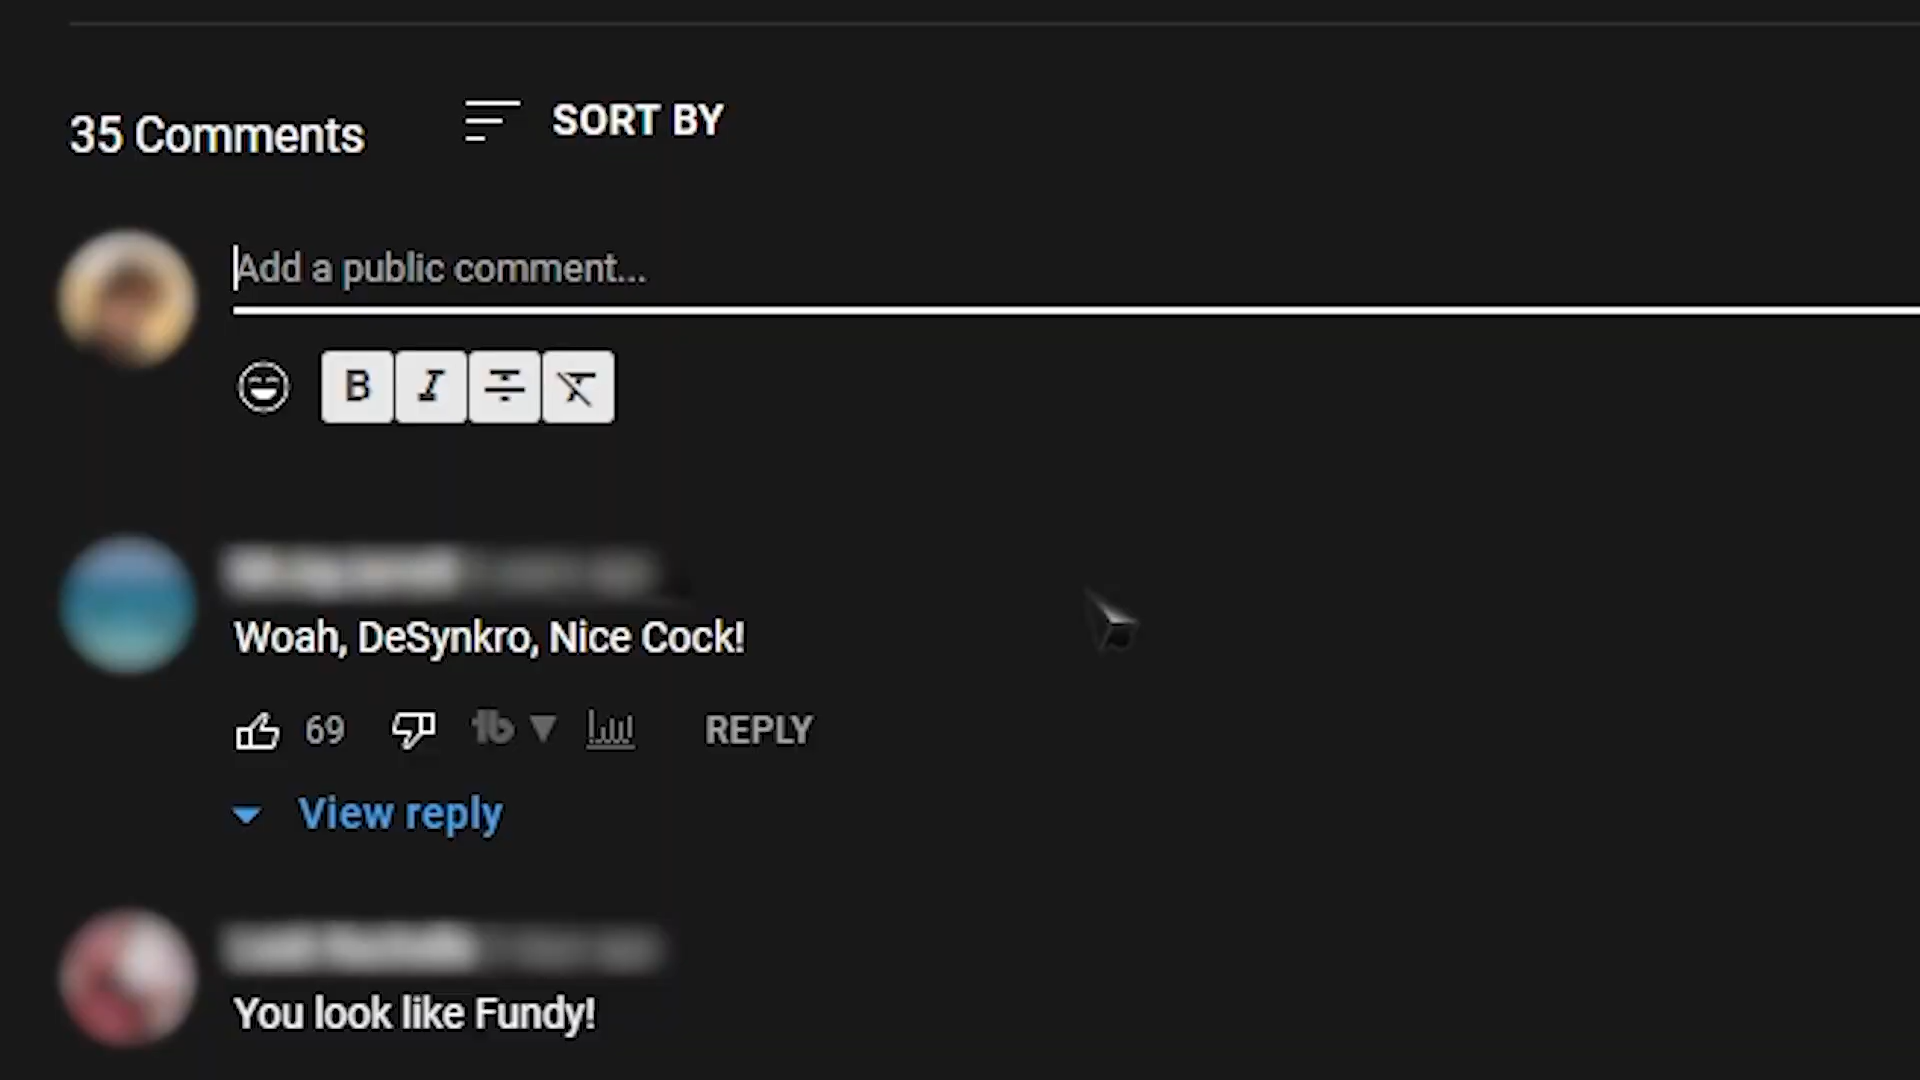 35 Comments
SORT BY
Add a public comment...
B I T T
Woah, DeSynkro, Nice Cock!
69
REPLY
View reply
You look like Fundy!